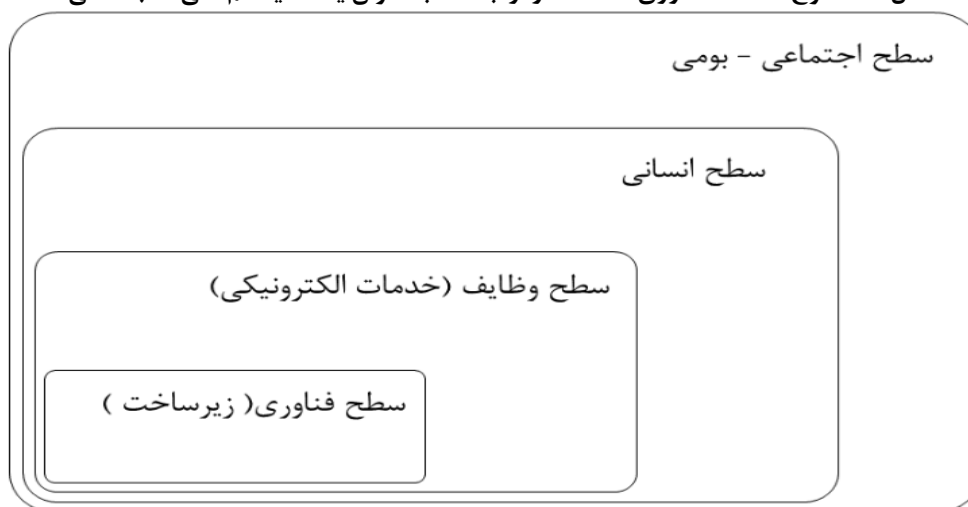 سطح اجتماعی – بومی
سطح انسانی
سطح وظایف (خدمات الکترونیکی)
سطح فناوری( زیرساخت )